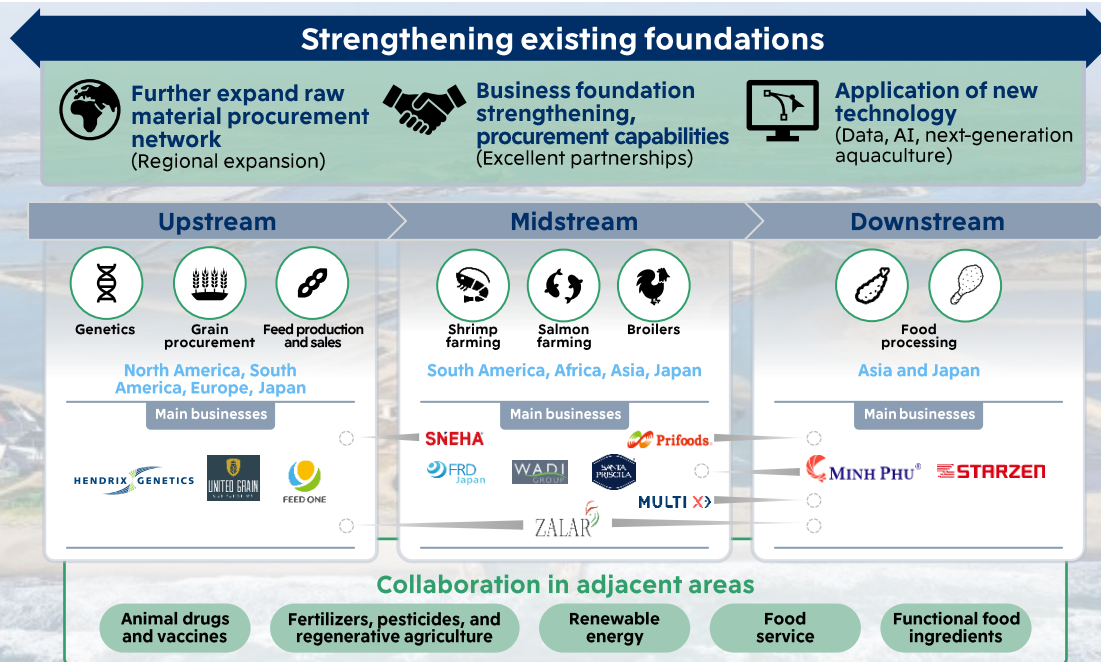 Strengthening existing foundations
Further expand raw
material procurement
network
(Regional expansion)
Business foundation
strengthening,
procurement capabilities
(Excellent partnerships)
Application of new
technology
(Data, AI, next-generation
aquaculture)
Upstream
Midstream
Downstream
Genetics
Grain
procurement
Feed production
and sales
Shrimp
farming
Salmon
farming
Broilers
Food
processing
North America, South
America, Europe, Japan
South America, Africa, Asia, Japan
Asia and Japan
Main businesses
Main businesses
Main businesses
HENDRIX GENETICS
UNITED GRAIN
FEED ONE
SNEHA
Prifoods
FRD
Japan
WADI
GROUP
SANTA
PRISCILA
MULTI X
ZALAR
MINH PHU®
STARZEN
Collaboration in adjacent areas
Animal drugs
and vaccines
Fertilizers, pesticides, and
regenerative agriculture
Renewable
energy
Food
service
Functional food
ingredients